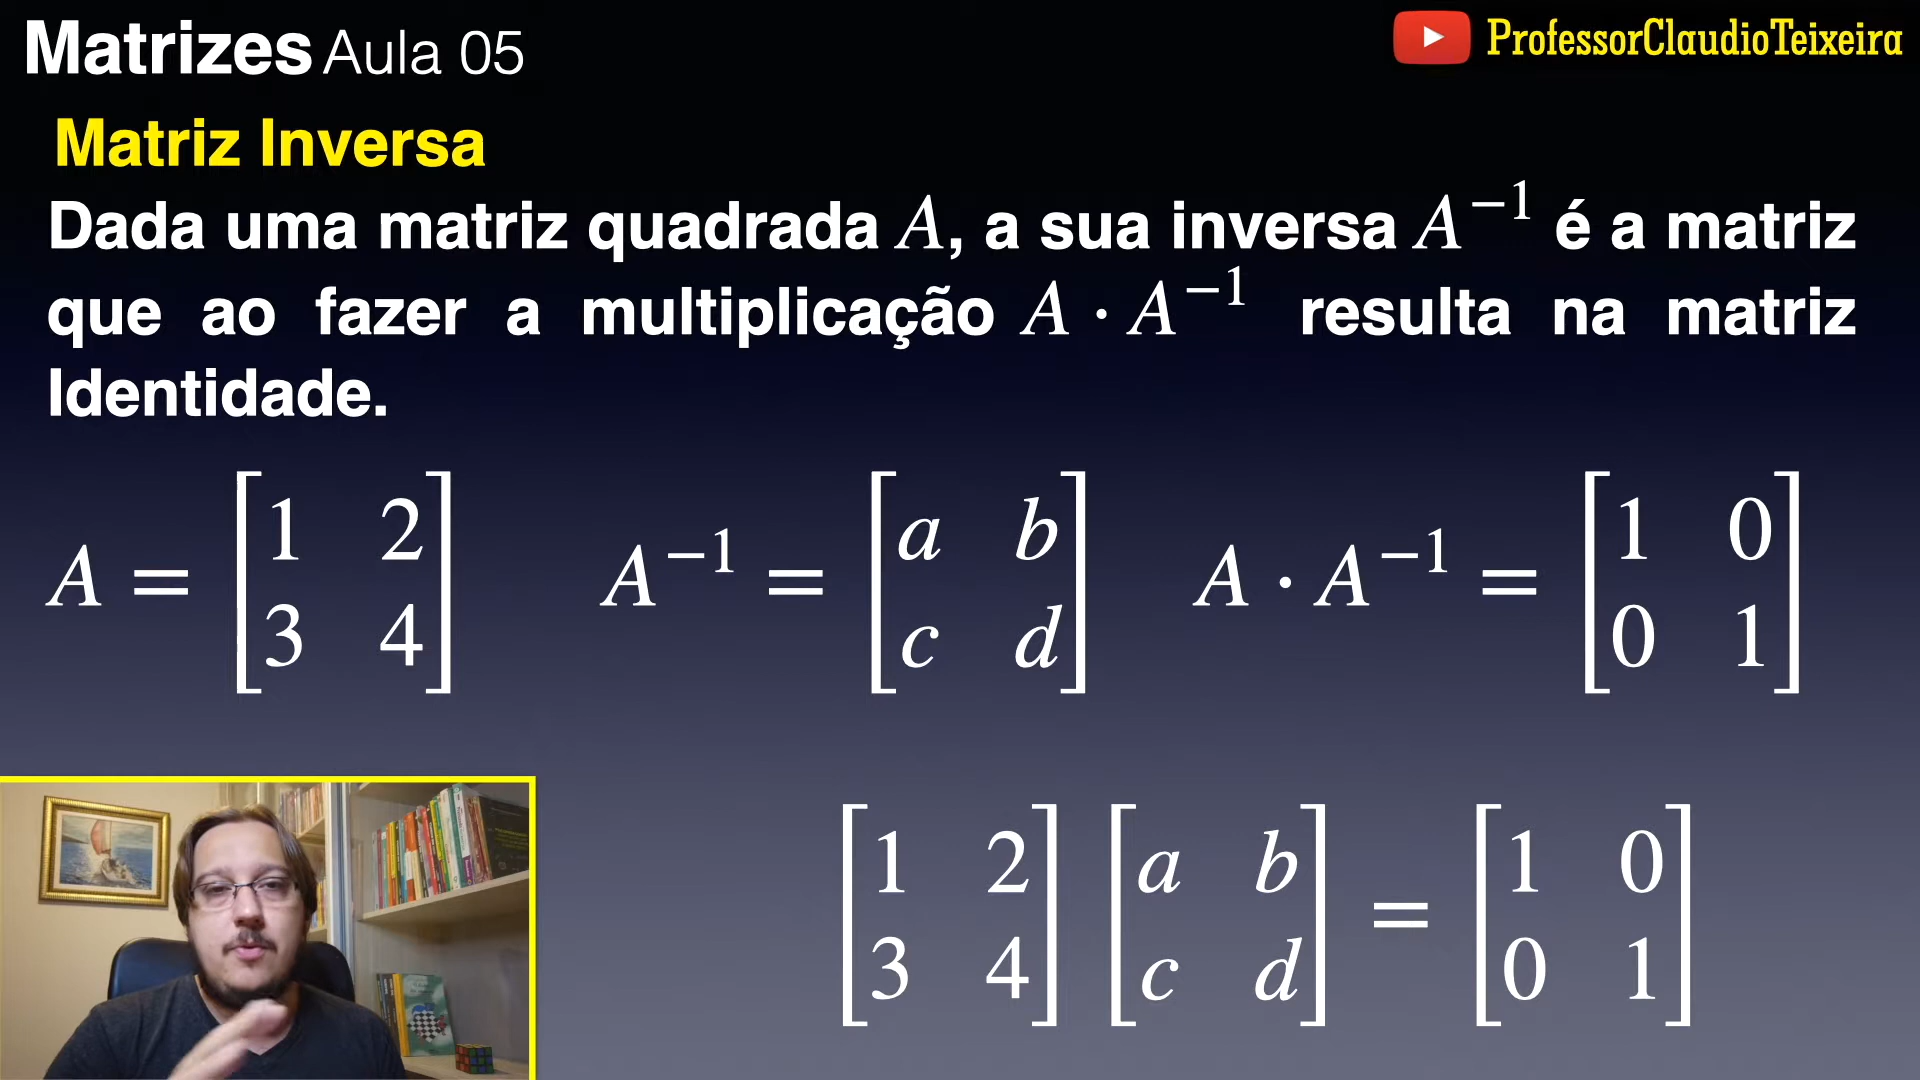 Matrizes Aula 05
ProfessorClaudioTeixeira
Matriz Inversa
Dada uma matriz quadrada A, a sua inversa A⁻¹ é a matriz
que ao fazer a multiplicação A · A⁻¹ resulta na matriz
Identidade.
A = [1 2; 3 4] A⁻¹ = [a b; c d] A · A⁻¹ = [1 0; 0 1]
[1 2; 3 4] [a b; c d] = [1 0; 0 1]